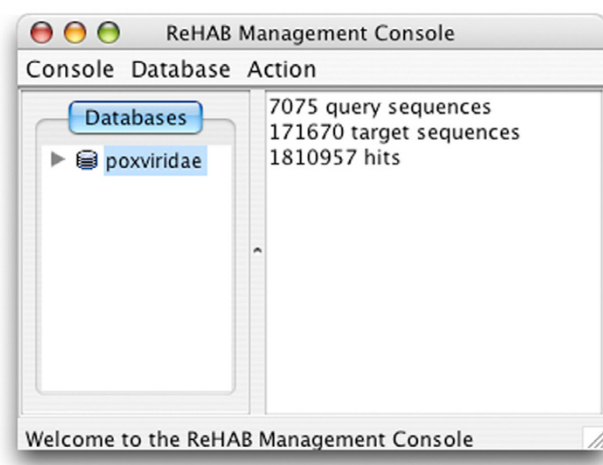 ReHAB Management Console
Console Database Action
Databases
poxviridae
7075 query sequences
171670 target sequences
1810957 hits
Welcome to the ReHAB Management Console